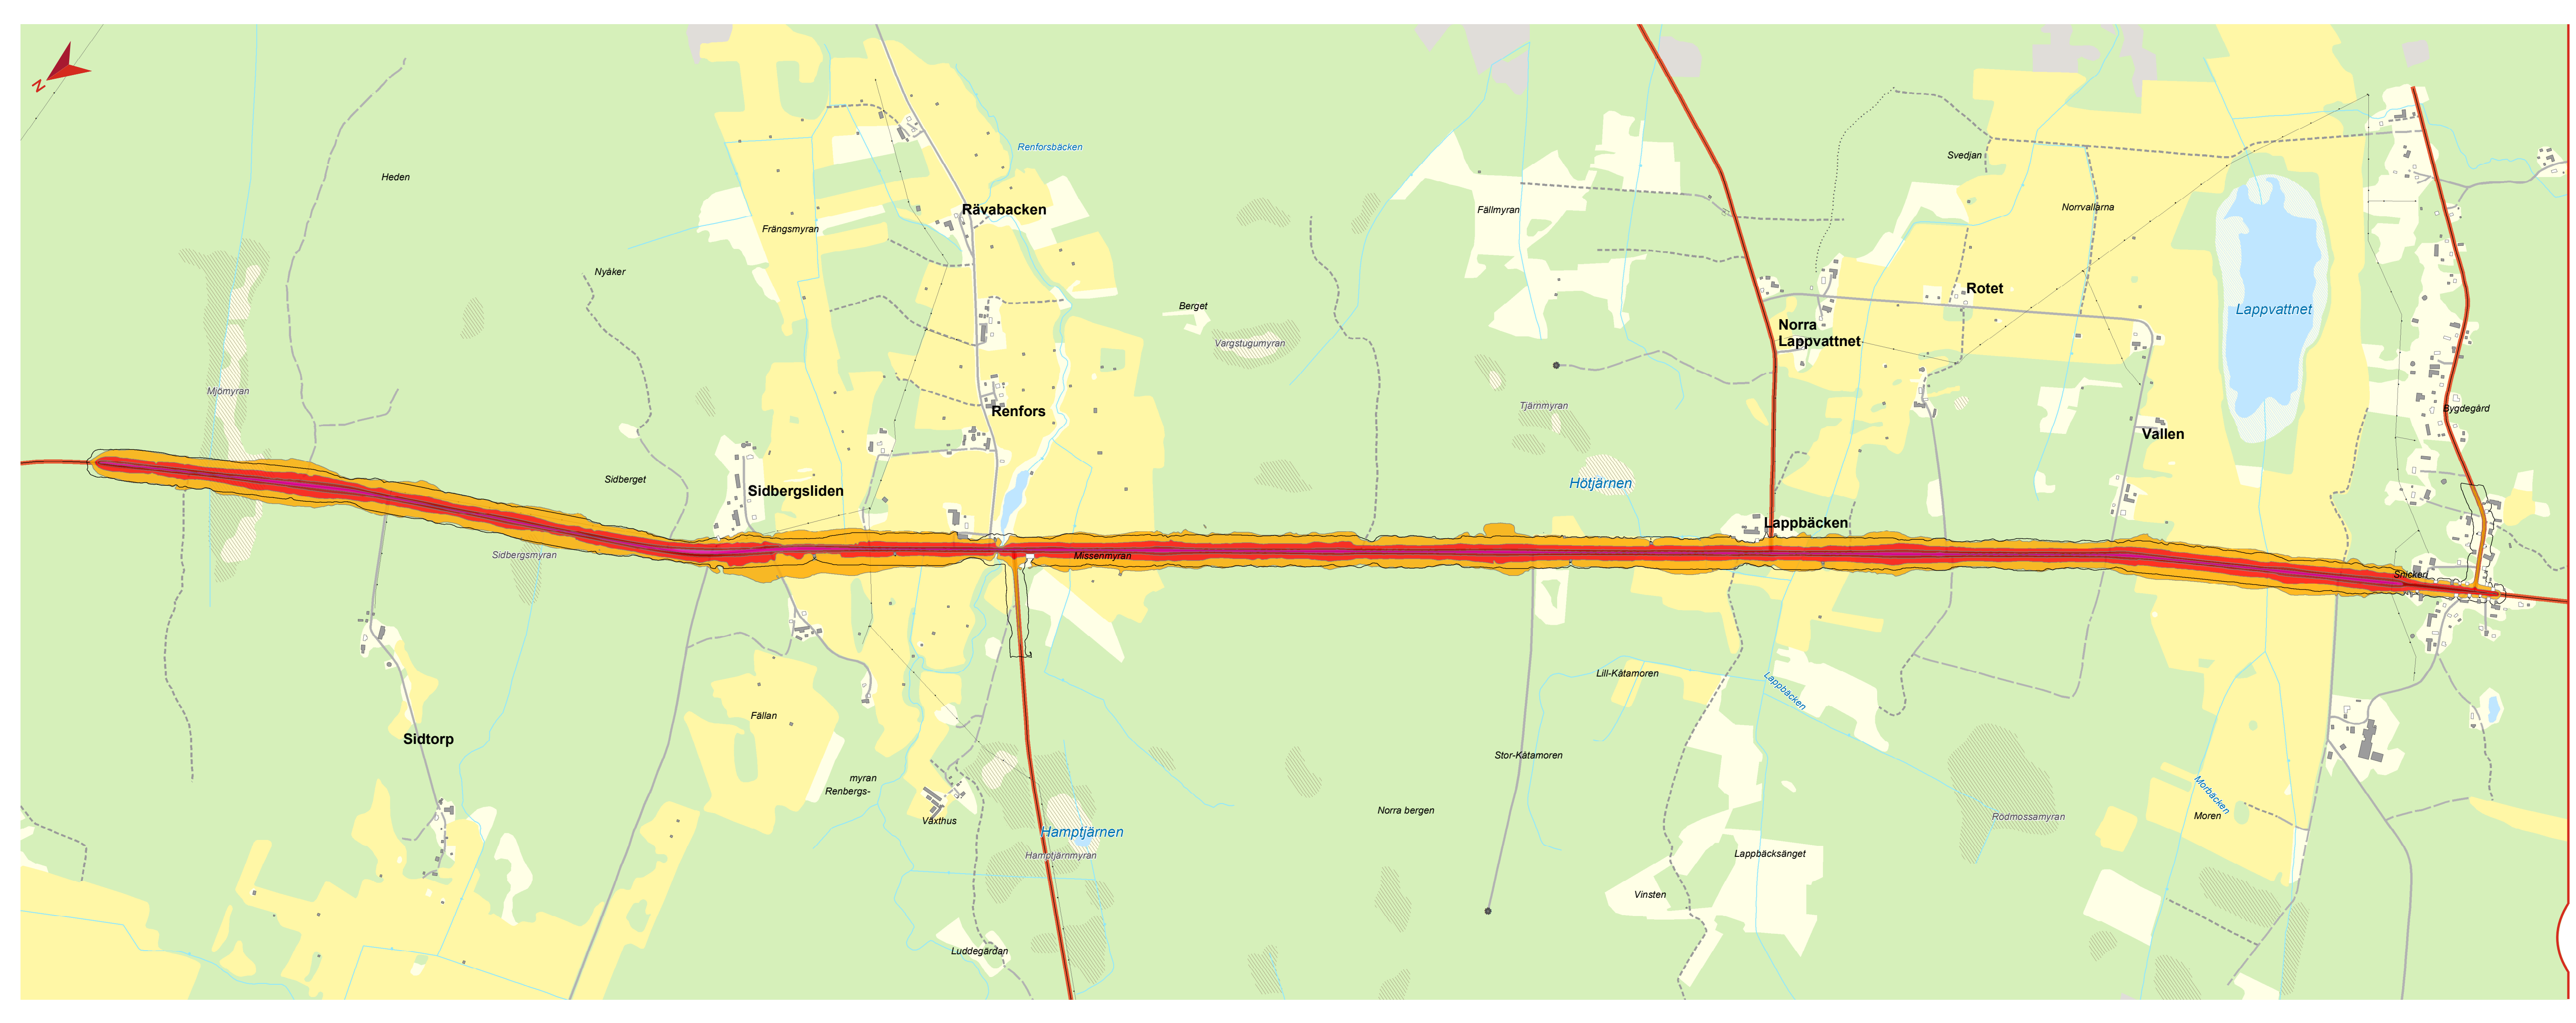 N
Heden
Renforsbäcken
Svedjan
Rävabacken
Fällmyran
Norrvallarna
Frängsmyran
Nyåker
Rotet
Berget
Lappvattnet
Norra
Lappvattnet
Vargstugumyran
Mjömyran
Tjärnmyran
Renfors
Bygdegård
Vallen
Sidberget
Hötjärnen
Sidbergsliden
Lappbäcken
Sidbergsmyran
Missenmyran
Snickeri
Lill-Kåtamoren
Lappbäcken
Fällan
Sidtorp
Stor-Kåtamoren
myran
Renbergs-
Morbäcken
Norra bergen
Moren
Rödmossamyran
Växthus
Hamptjärnen
Hamptjärnmyran
Lappbäcksänget
Vinsten
Luddegärdan